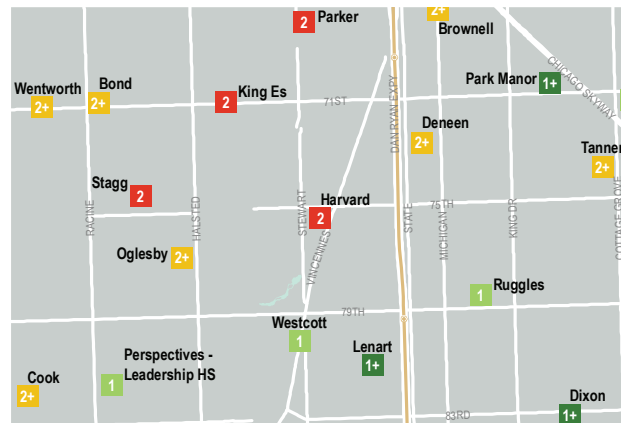 2 Parker
2+
Brownell
Wentworth
2+
Bond
2+
King Es
2
71ST
Park Manor
1+
CHICAGO SKYWAY
DAN RYAN EXPY
Deneen
2+
Tanner
2+
Stagg
2
Harvard
2
75TH
RACINE
HALSTED
STEWART
VINCENNES
STATE
MICHIGAN
KING DR
COTTAGE GROVE
Oglesby
2+
Ruggles
1
79TH
Westcott
1
Lenart
1+
Perspectives -
Leadership HS
1
Cook
2+
Dixon
1+
83RD